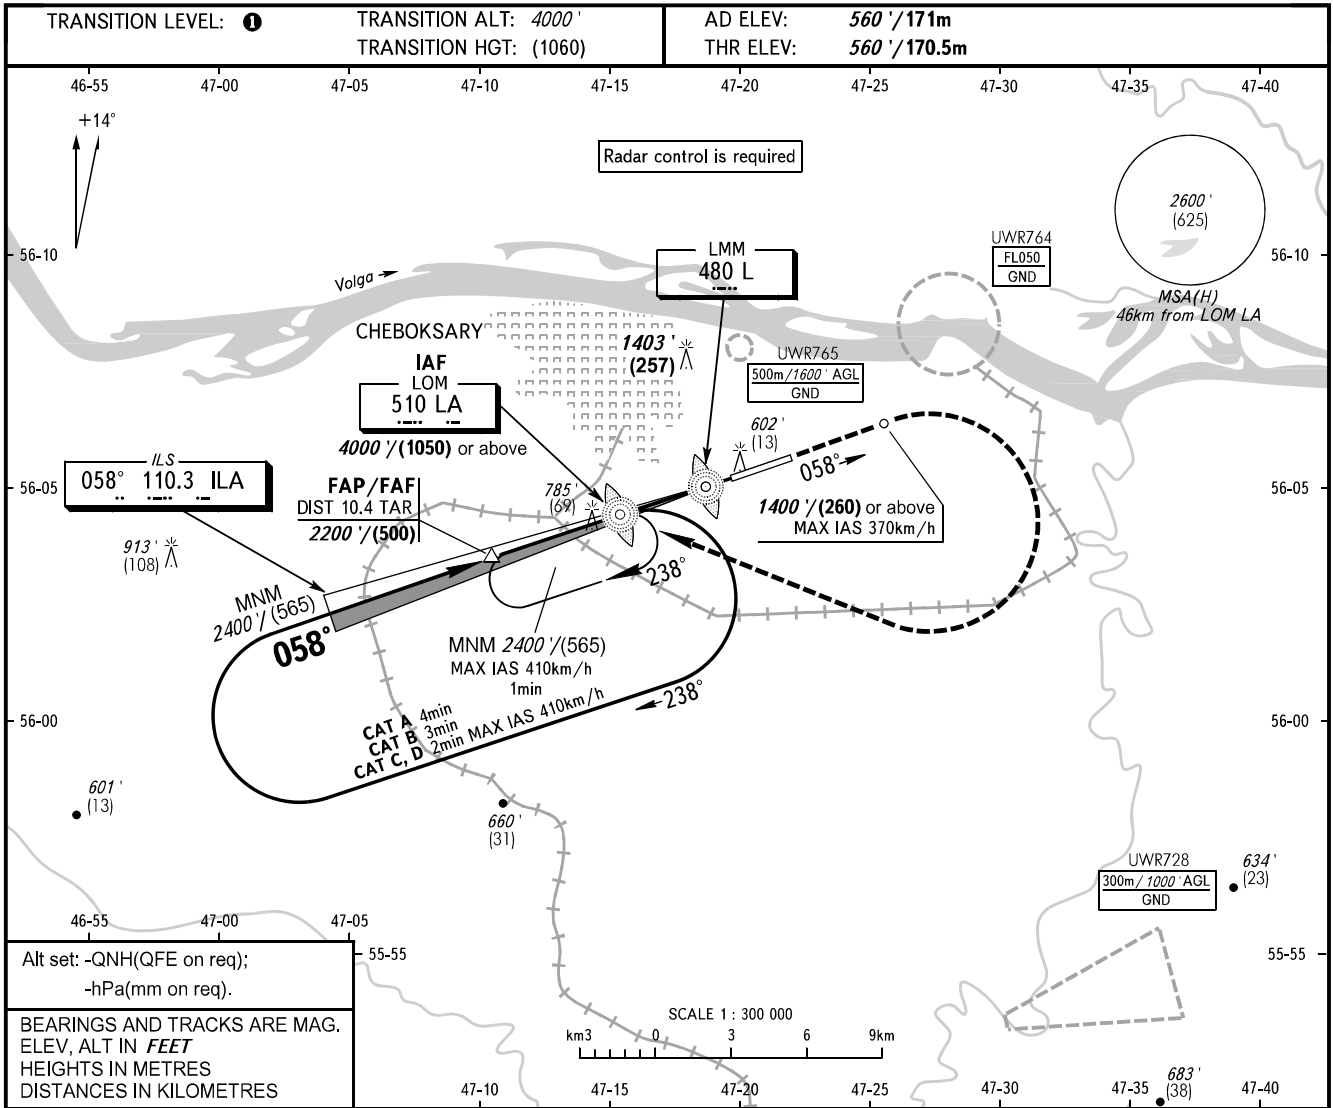 TRANSITION LEVEL: ❶
TRANSITION ALT: 4000 '
TRANSITION HGT: (1060)
AD ELEV: 560 '/171m
THR ELEV: 560 '/170.5m
46-55 47-00 47-05 47-10 47-15 47-20 47-25 47-30 47-35 47-40
+14°
Radar control is required
2600 '
(625)
MSA(H)
46km from LOM LA
56-10
56-10
UWR764
FL050
GND
LMM
480 L
Volga
CHEBOKSARY
IAF
LOM
510 LA
4000 '/(1050) or above
1403 '
(257)
UWR765
500m/1600 ' AGL
GND
602 '
(13)
ILS
058° 110.3 ILA
FAP/FAF
DIST 10.4 TAR
2200 '/(500)
785 '
(69)
058°
1400 '/(260) or above
MAX IAS 370km/h
56-05
56-05
913 '
(108)
MNM
2400 '/(565)
058°
238°
MNM 2400 '/(565)
MAX IAS 410km/h
1min
238°
CAT A 4min
CAT B 3min
CAT C, D 2min MAX IAS 410km/h
56-00
56-00
601 '
(13)
660 '
(31)
UWR728
300m/1000 ' AGL
GND
634 '
(23)
46-55 47-00 47-05
55-55
55-55
Alt set: -QNH(QFE on req);
-hPa(mm on req).
BEARINGS AND TRACKS ARE MAG.
ELEV, ALT IN FEET
HEIGHTS IN METRES
DISTANCES IN KILOMETRES
SCALE 1 : 300 000
km3 0 3 6 9km
683 '
(38)
47-10 47-15 47-20 47-25 47-30 47-35 47-40